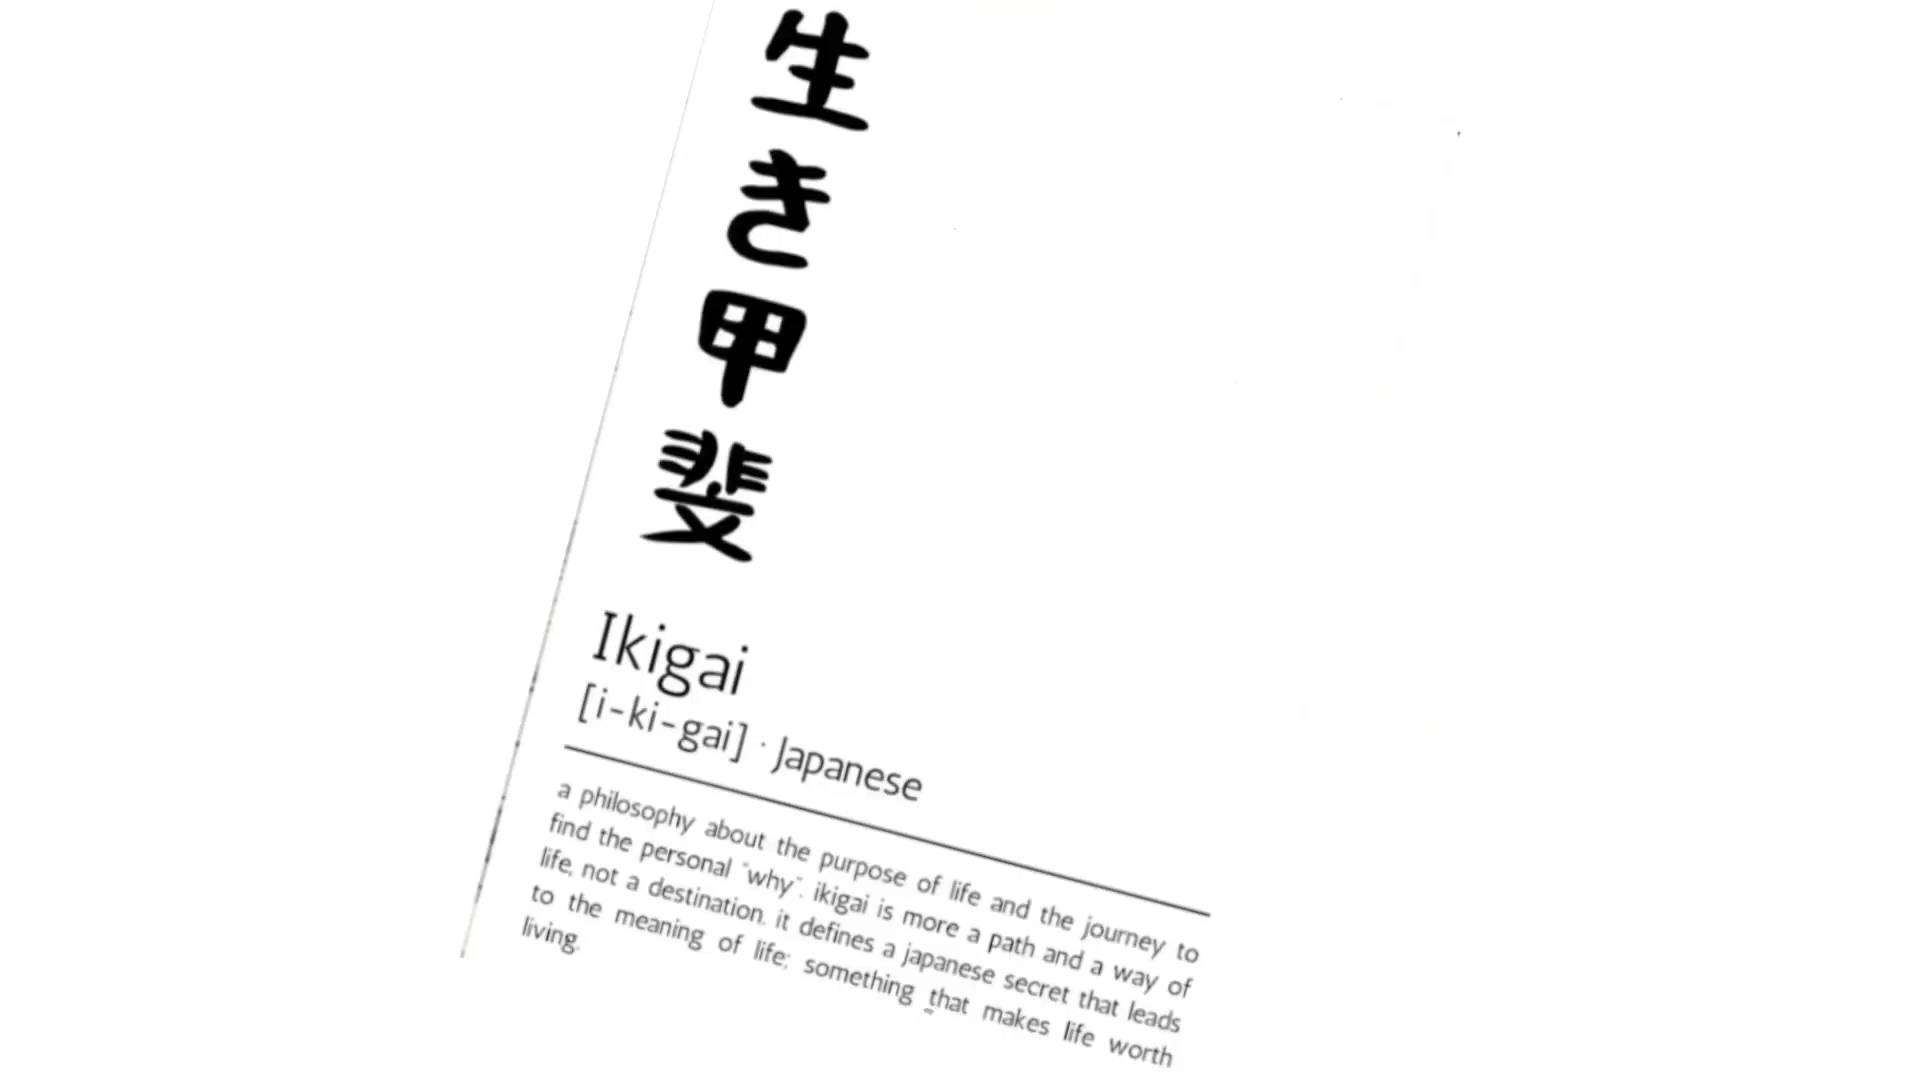 生き甲斐
Ikigai
[i-ki-gai] · Japanese
a philosophy about the purpose of life and the journey to
find the personal "why". ikigai is more a path and a way of
life, not a destination. it defines a japanese secret that leads
to the meaning of life; something that makes life worth
living.